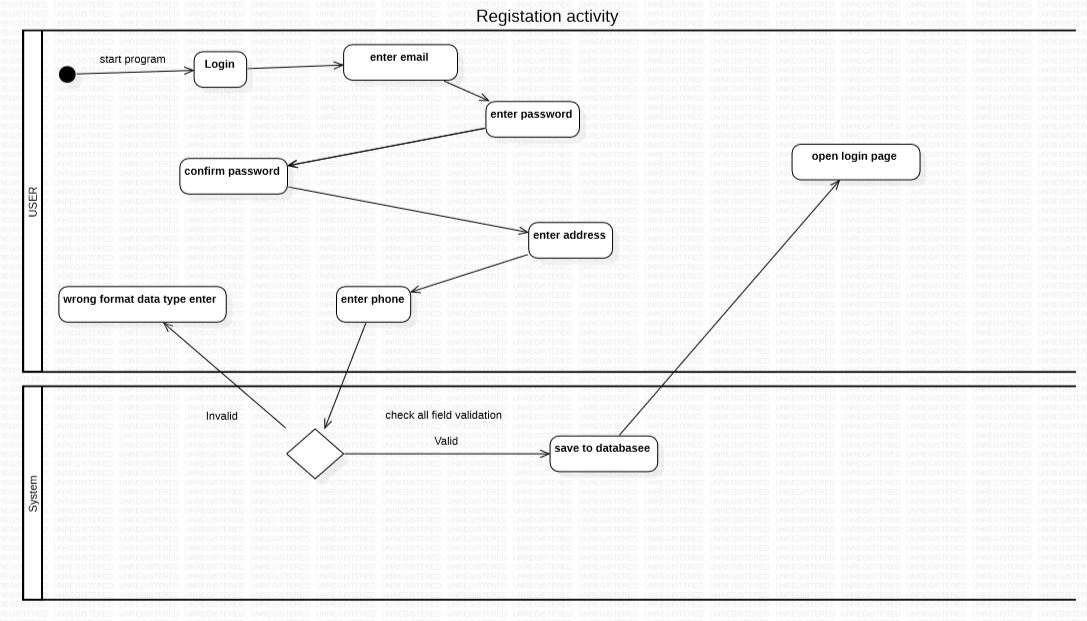 Registation activity
USER
start program
Login
enter email
enter password
confirm password
open login page
enter address
wrong format data type enter
enter phone
System
Invalid
check all field validation
Valid
save to databasee
UNREGISTERED